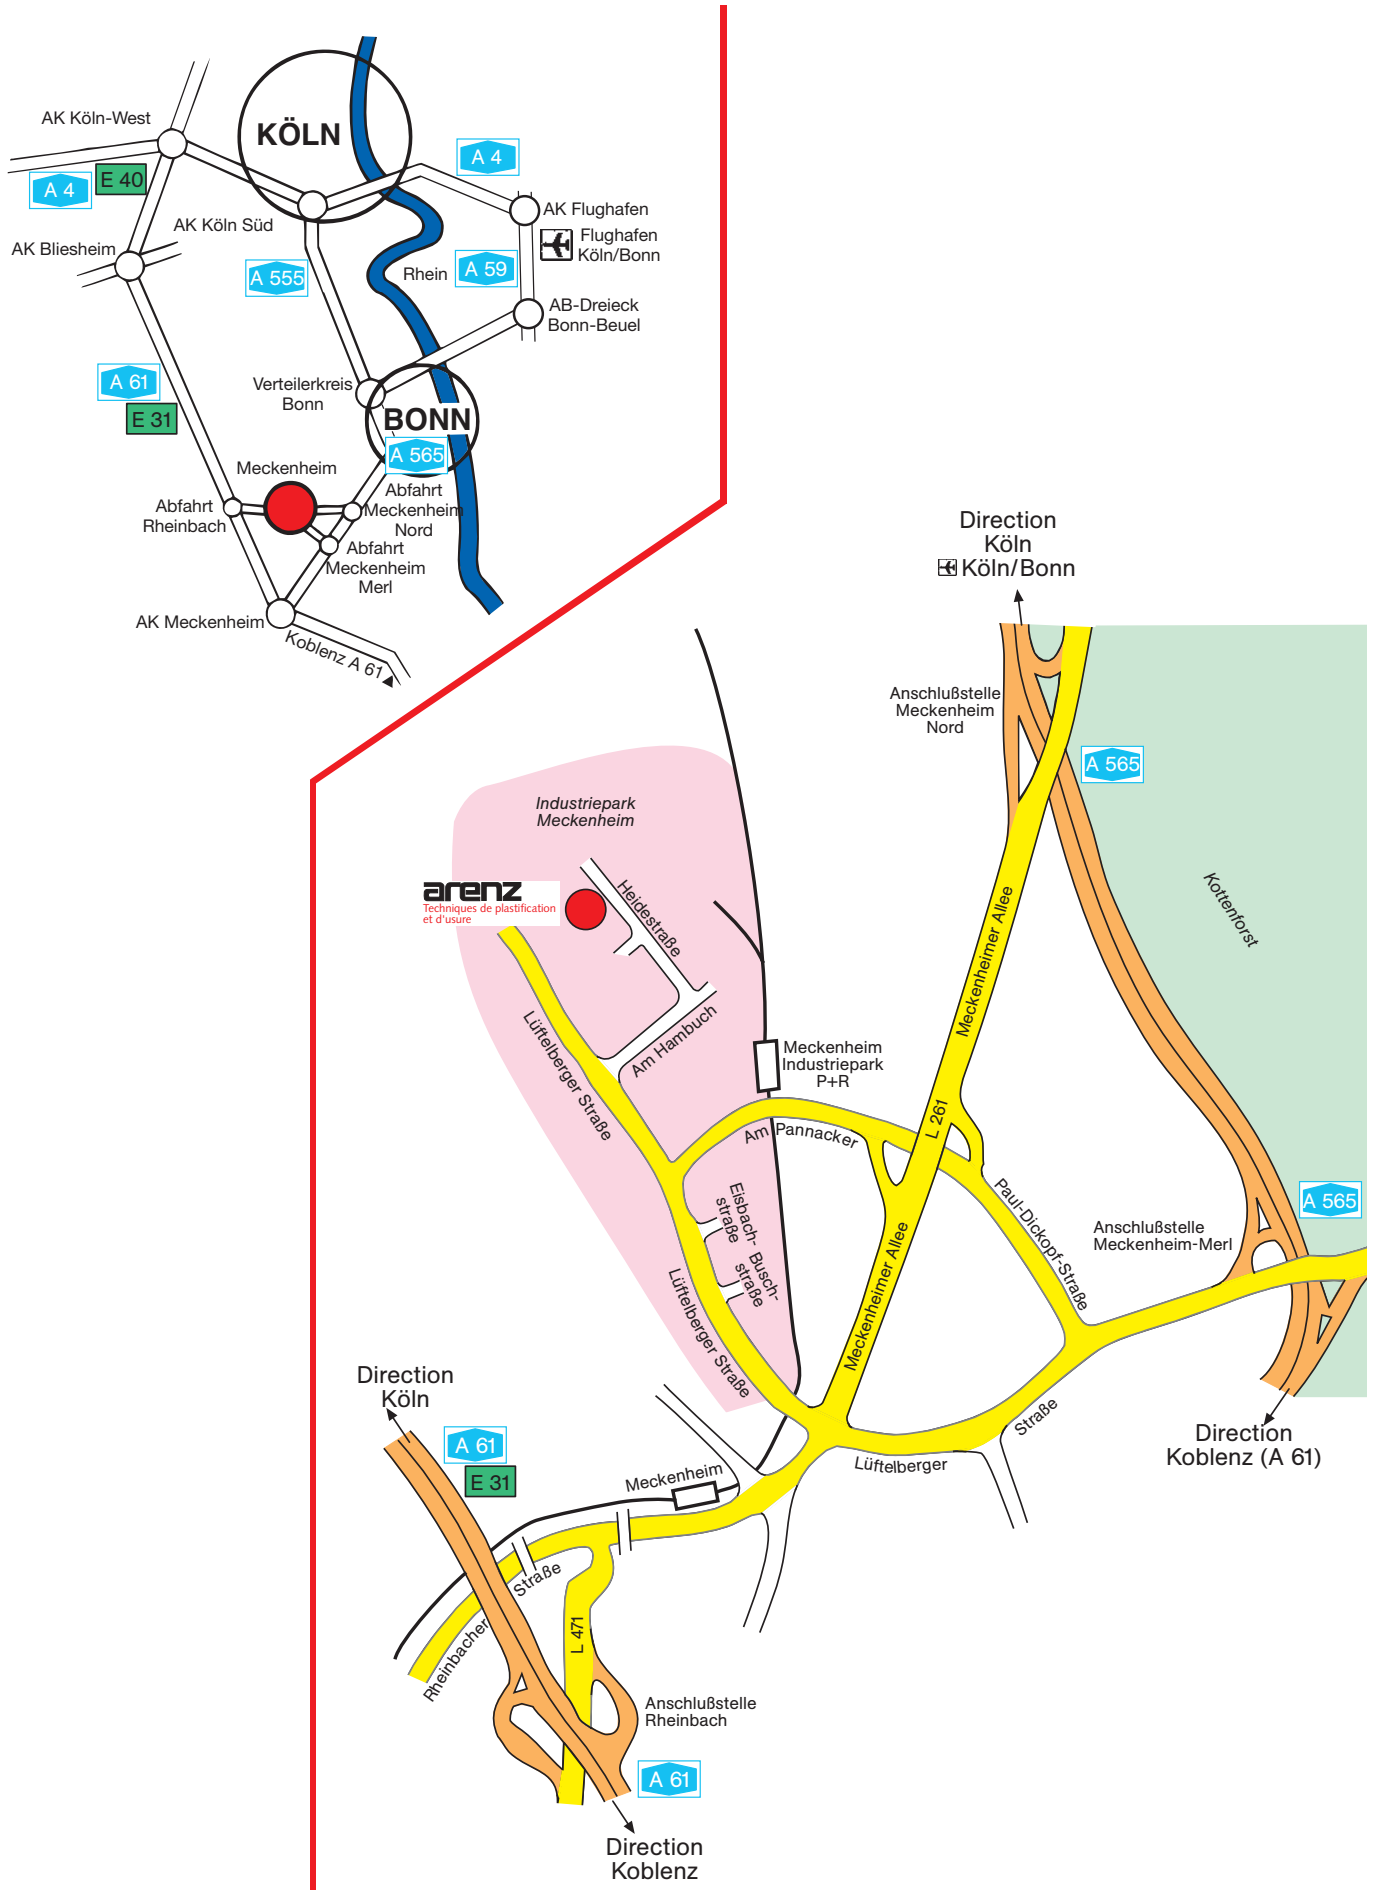 KÖLN
AK Köln-West
A 4
E 40
A 4
AK Köln Süd
AK Flughafen
Flughafen
Köln/Bonn
AK Bliesheim
A 555
Rhein
A 59
AB-Dreieck
Bonn-Beuel
A 61
E 31
Verteilerkreis
Bonn
BONN
A 565
Meckenheim
Abfahrt
Rheinbach
Abfahrt
Meckenheim
Nord
Abfahrt
Meckenheim
Merl
AK Meckenheim
Koblenz A 61
Direction
Köln
Köln/Bonn
Anschlußstelle
Meckenheim
Nord
A 565
Industriepark
Meckenheim
arenz
Techniques de plastification
et d'usure
Heidestraße
Kottenforst
Meckenheimer Allee
Lüftelberger Straße
Am Hambuch
Meckenheim
Industriepark
P+R
L 261
Am Pannacker
Eisbach-
straße
Busch-
straße
Paul-Dickopf-Straße
A 565
Anschlußstelle
Meckenheim-Merl
Meckenheimer Allee
Lüftelberger Straße
Direction
Köln
A 61
E 31
Direction
Koblenz (A 61)
Lüftelberger
Straße
Meckenheim
Rheinbacher
Straße
L 471
Anschlußstelle
Rheinbach
A 61
Direction
Koblenz